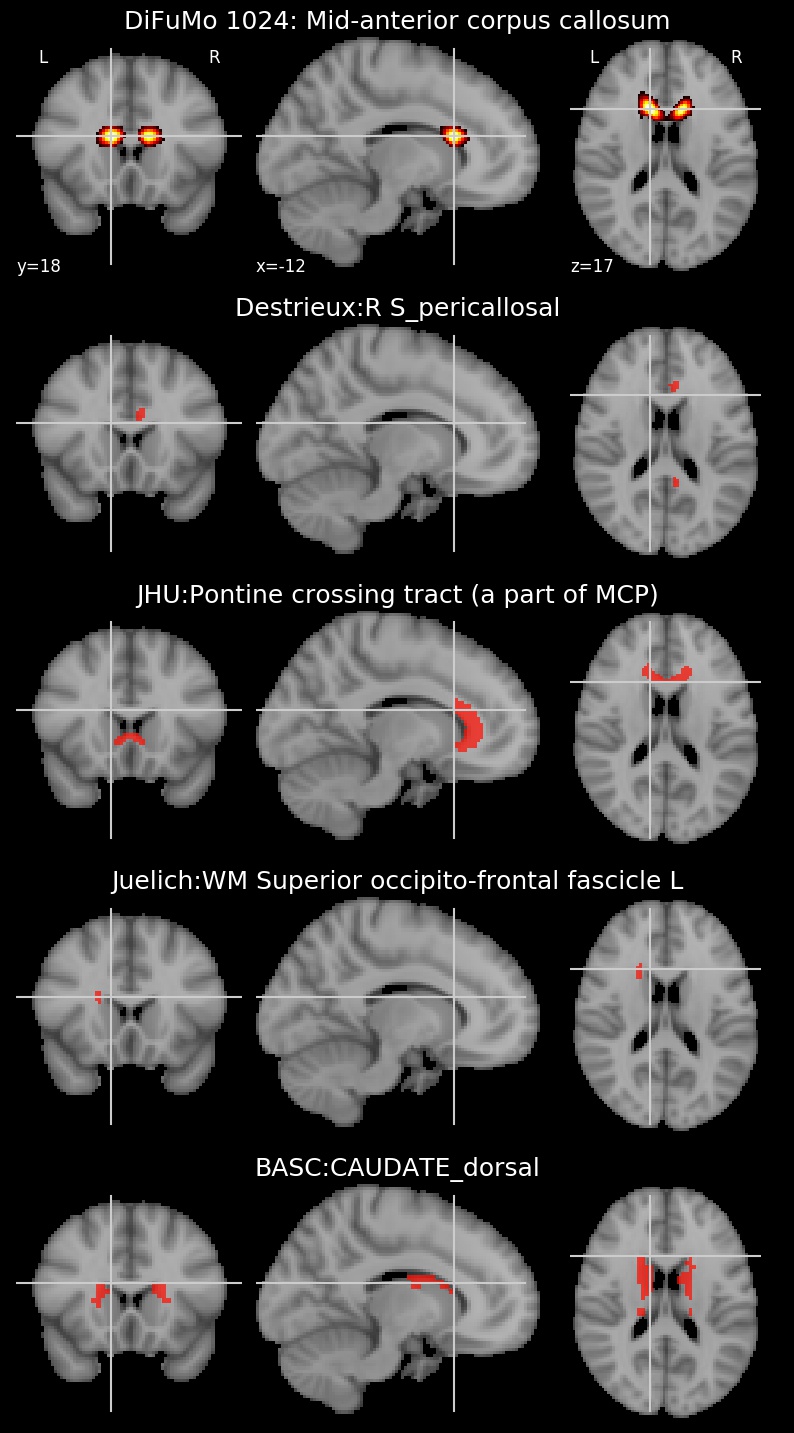 DiFuMo 1024: Mid-anterior corpus callosum
L R L R
y=18 x=-12 z=17
Destrieux:R S_pericallosal
JHU:Pontine crossing tract (a part of MCP)
Juelich:WM Superior occipito-frontal fascicle L
BASC:CAUDATE_dorsal